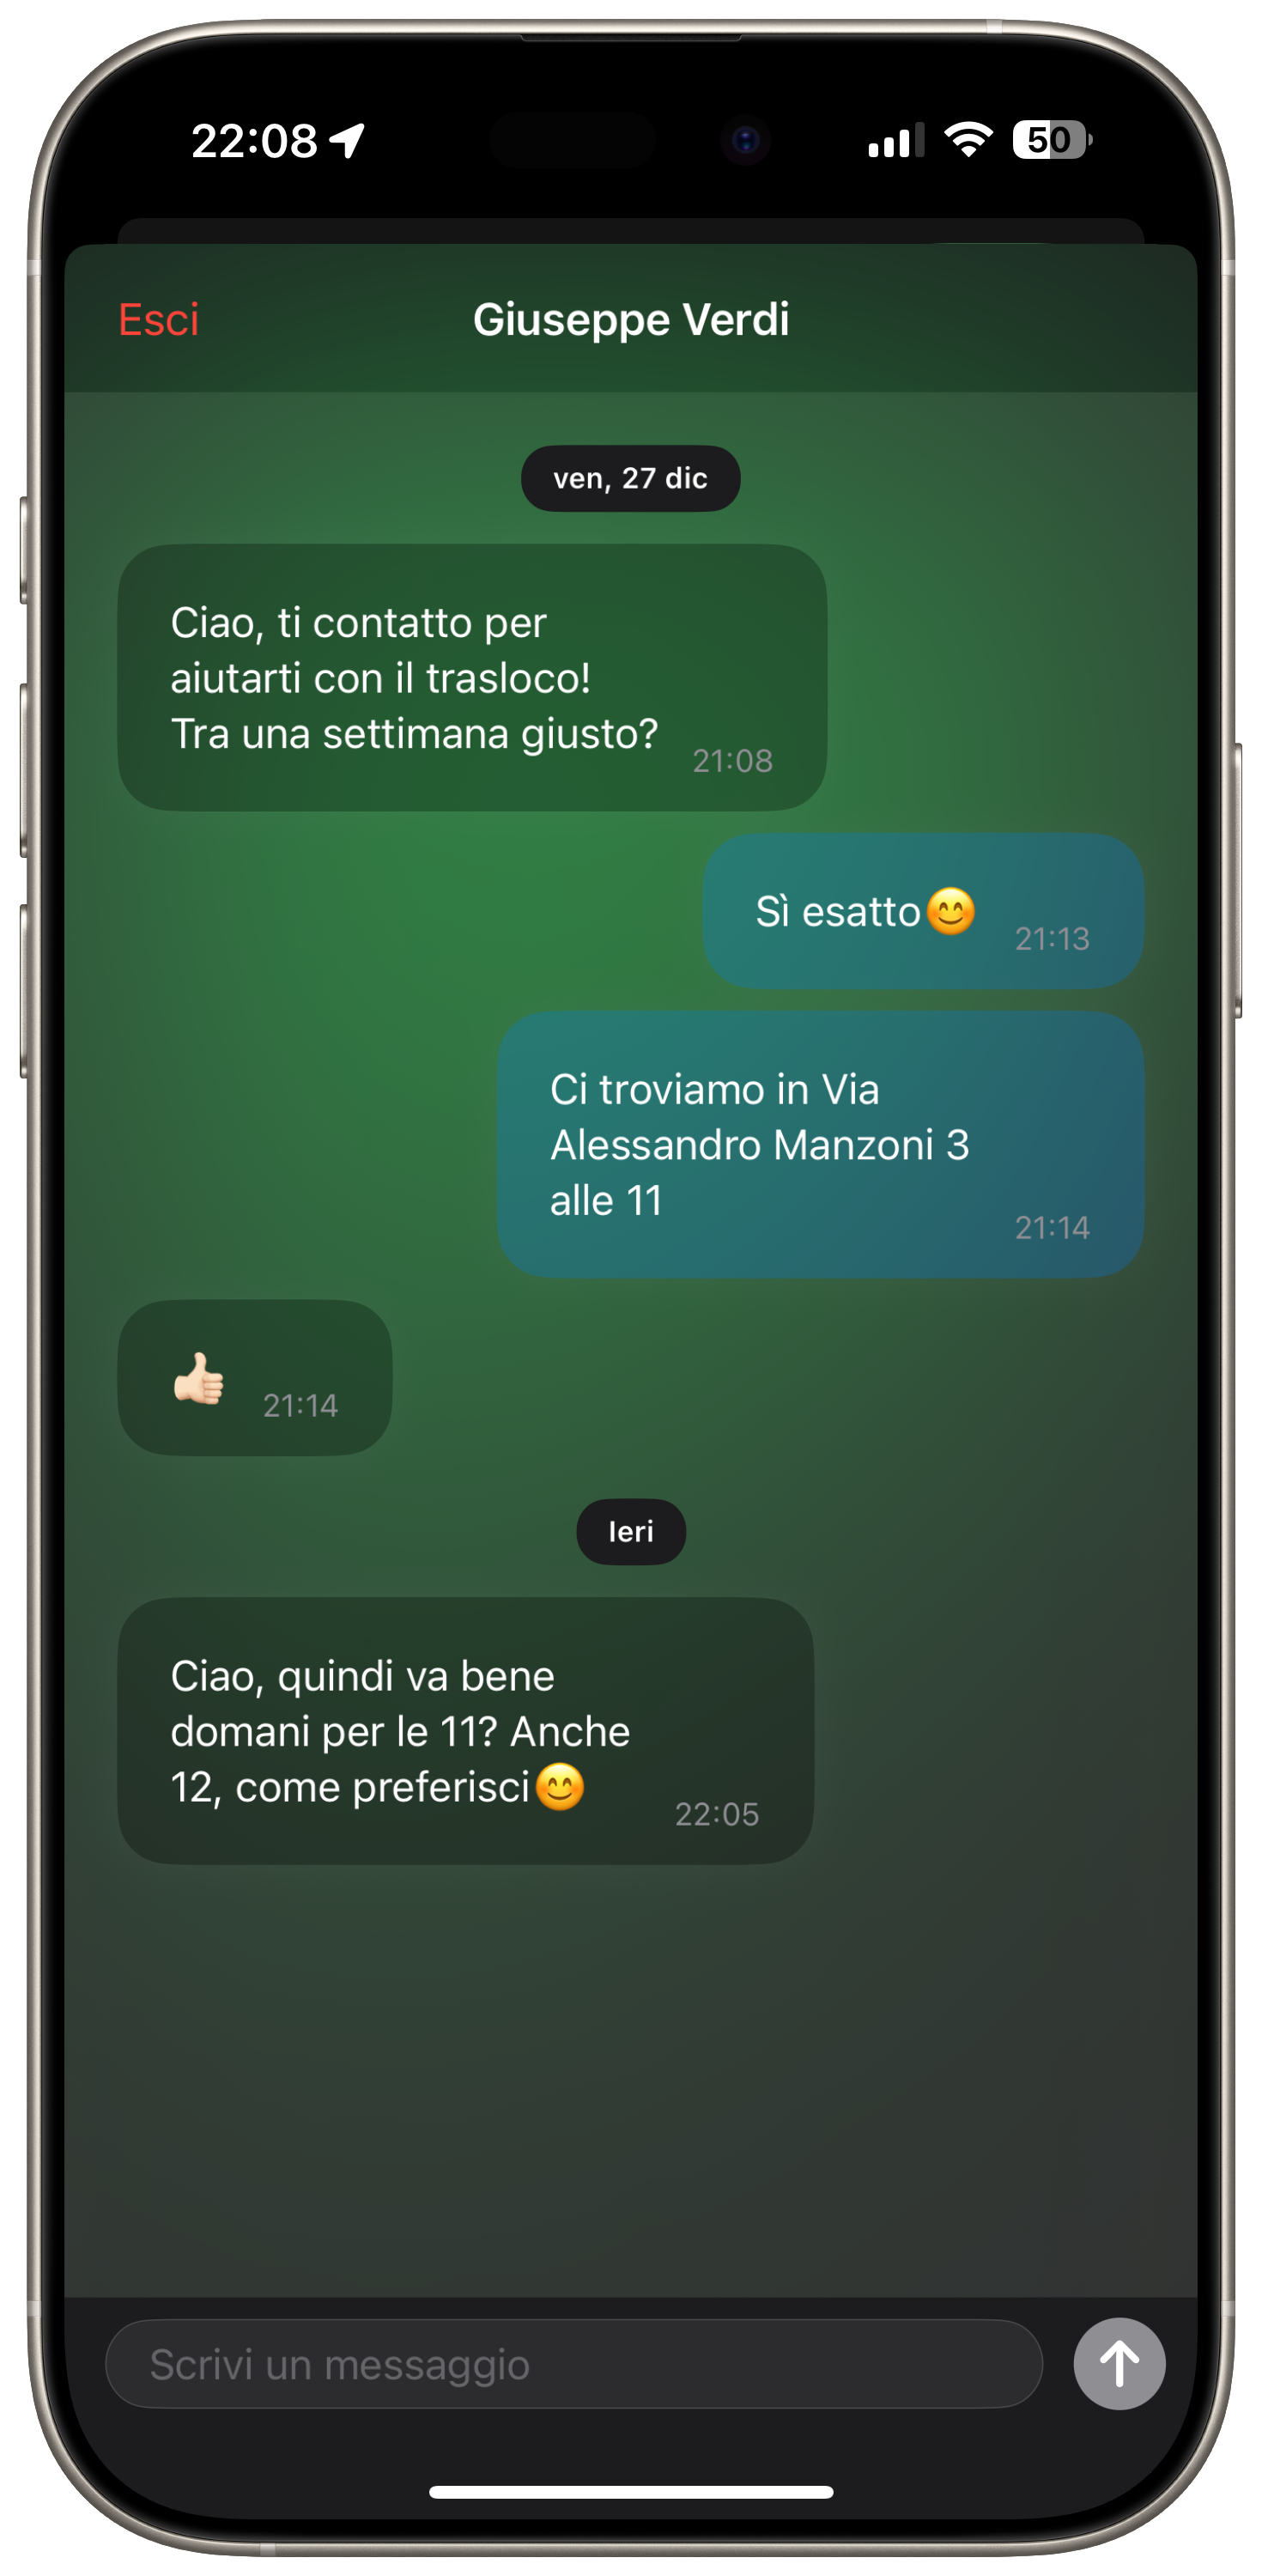 22:08
50
Esci
Giuseppe Verdi
ven, 27 dic
Ciao, ti contatto per
aiutarti con il trasloco!
Tra una settimana giusto?
21:08
Sì esatto😊
21:13
Ci troviamo in Via
Alessandro Manzoni 3
alle 11
21:14
👍🏻
21:14
Ieri
Ciao, quindi va bene
domani per le 11? Anche
12, come preferisci😊
22:05
Scrivi un messaggio